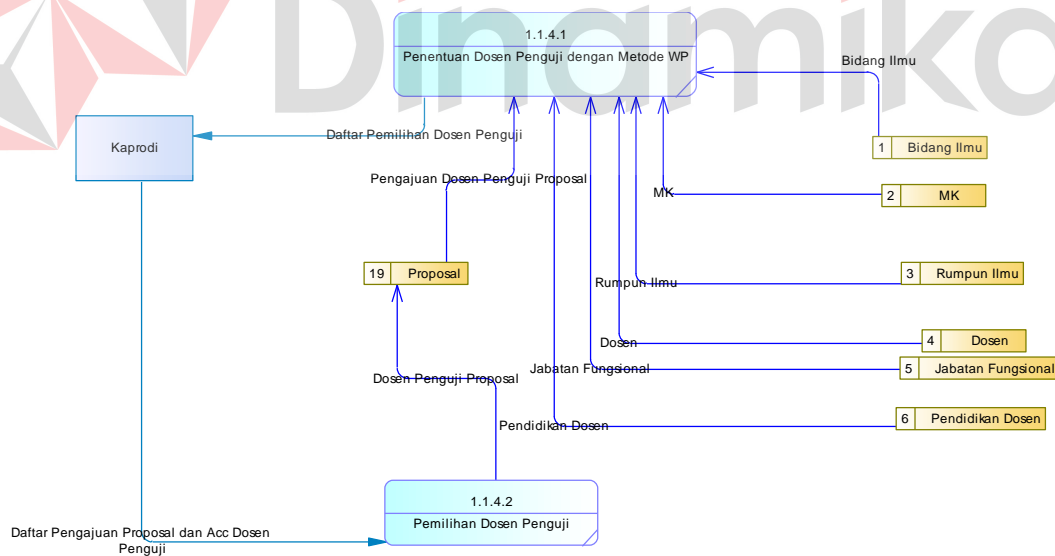 Dinamika
1.1.4.1
Penentuan Dosen Penguji dengan Metode WP
Bidang Ilmu
Kaprodi
Daftar Pemilihan Dosen Penguji
1 Bidang Ilmu
Pengajuan Dosen Penguji Proposal
MK
2 MK
19 Proposal
Rumpun Ilmu
3 Rumpun Ilmu
Dosen
4 Dosen
Jabatan Fungsional
5 Jabatan Fungsional
Dosen Penguji Proposal
Pendidikan Dosen
6 Pendidikan Dosen
1.1.4.2
Pemilihan Dosen Penguji
Daftar Pengajuan Proposal dan Acc Dosen
Penguji